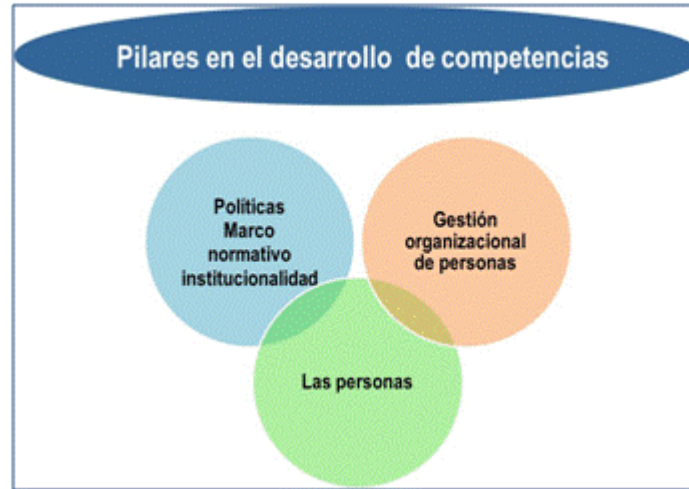 Pilares en el desarrollo de competencias
Políticas
Marco
normativo
institucionalidad
Gestión
organizacional
de personas
Las personas